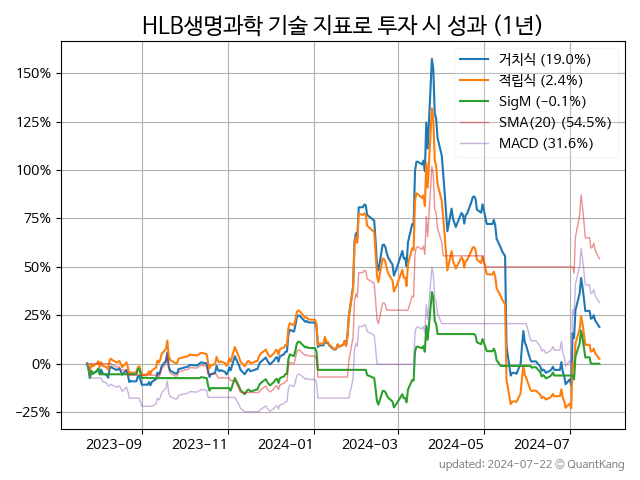 HLB생명과학 기술 지표로 투자 시 성과 (1년)
거치식 (19.0%)
적립식 (2.4%)
SigM (-0.1%)
SMA(20) (54.5%)
MACD (31.6%)
150%
125%
100%
75%
50%
25%
0%
−25%
2023-09 2023-11 2024-01 2024-03 2024-05 2024-07
updated: 2024-07-22 © QuantKang